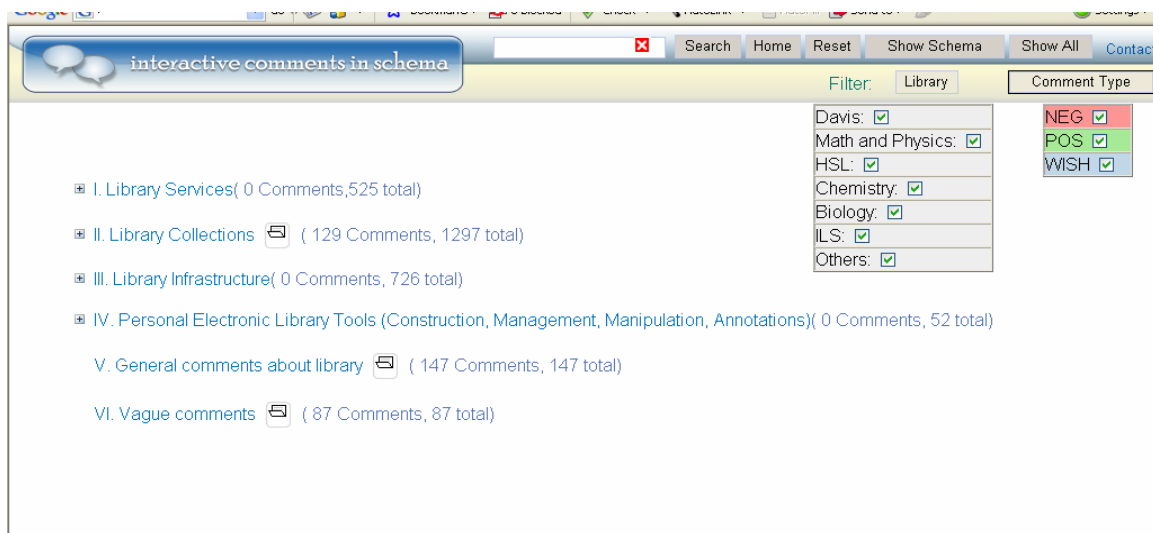 Google
interactive comments in schema
Search Home Reset Show Schema Show All Contac
Filter: Library Comment Type
Davis:
Math and Physics:
HSL:
Chemistry:
Biology:
ILS:
Others:
NEG
POS
WISH
I. Library Services( 0 Comments,525 total)
II. Library Collections ( 129 Comments, 1297 total)
III. Library Infrastructure( 0 Comments, 726 total)
IV. Personal Electronic Library Tools (Construction, Management, Manipulation, Annotations)( 0 Comments, 52 total)
V. General comments about library ( 147 Comments, 147 total)
VI. Vague comments ( 87 Comments, 87 total)